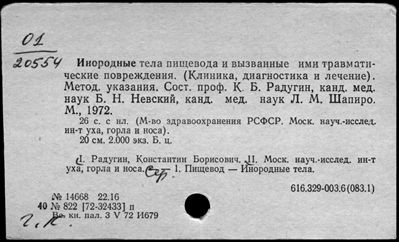 01
20554
Инородные тела пищевода и вызванные ими травмати-
ческие повреждения. (Клиника, диагностика и лечение).
Метод. указания. Сост. проф. К. Б. Радугин, канд. мед.
наук Б. Н. Невский, канд. мед. наук Л. М. Шапиро.
М., 1972.
26 с. с ил. (М-во здравоохранения РСФСР. Моск. науч.-исслед.
ин-т уха, горла и носа).
20 см. 2.000 экз. Б. ц.
I. Радугин, Константин Борисович. II. Моск. науч.-исслед. ин-т
уха, горла и носа. — 1. Пищевод — Инородные тела.
616.329-003.6(083.1)
№ 14668 22.16
40 № 822 [72-32433] п
Вс. кн. пал. 3 V 72 И679